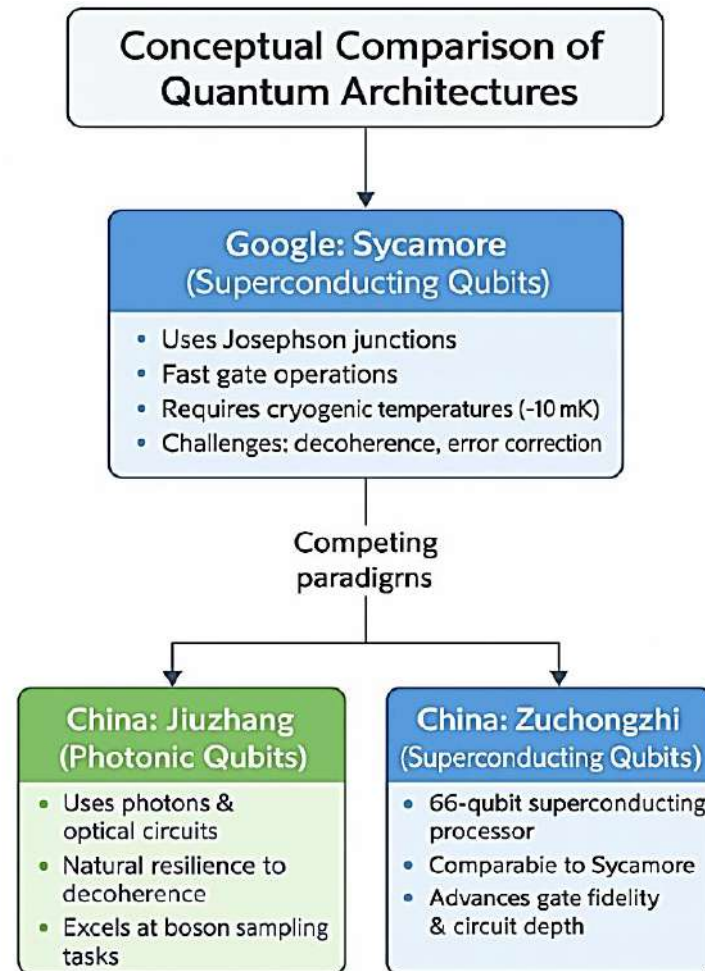 Conceptual Comparison of
Quantum Architectures
Google: Sycamore
(Superconducting Qubits)
• Uses Josephson junctions
• Fast gate operations
• Requires cryogenic temperatures (-10 mK)
• Challenges: decoherence, error correction
Competing
paradigrns
China: Jiuzhang
(Photonic Qubits)
• Uses photons &
optical circuits
• Natural resilience to
decoherence
• Excels at boson sampling
tasks
China: Zuchongzhi
(Superconducting Qubits)
• 66-qubit superconducting
processor
• Comparabie to Sycamore
• Advances gate fidelity
& circuit depth